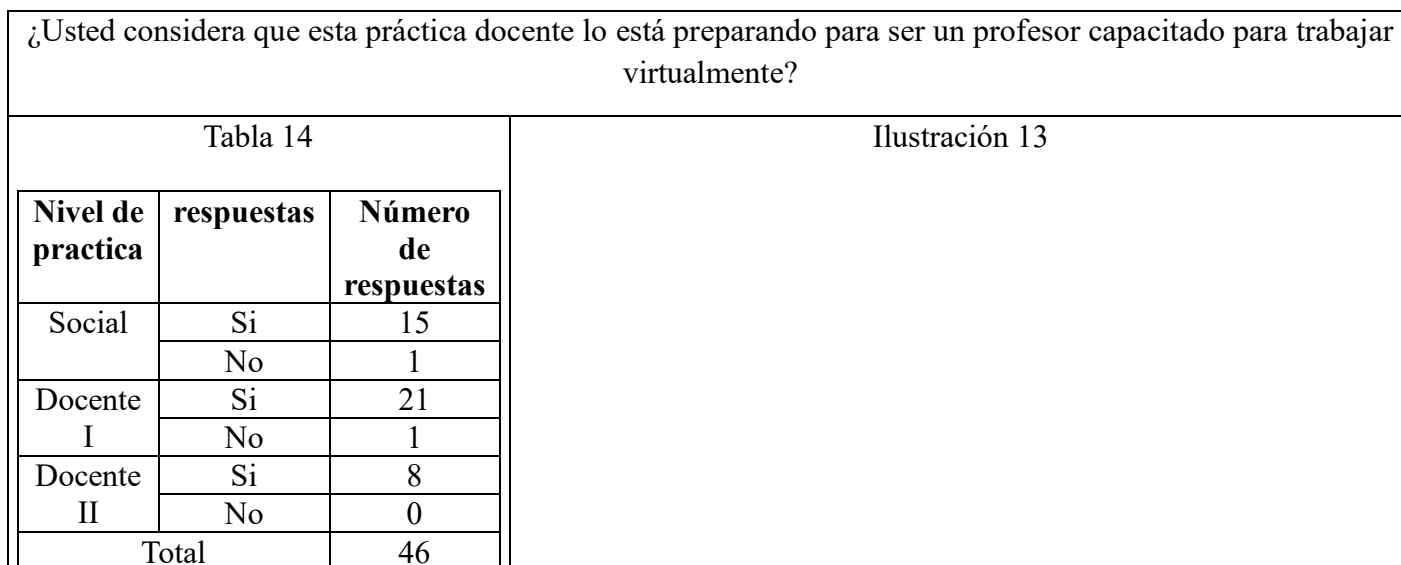 ¿Usted considera que esta práctica docente lo está preparando para ser un profesor capacitado para trabajar
virtualmente?
Tabla 14
Ilustración 13
Nivel de practica respuestas Número de respuestas
Social Si 15
No 1
Docente I Si 21
No 1
Docente II Si 8
No 0
Total 46